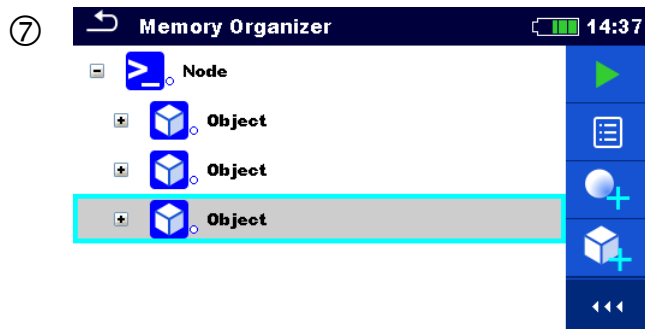 ⑦
Memory Organizer 14:37
Node
Object
Object
Object